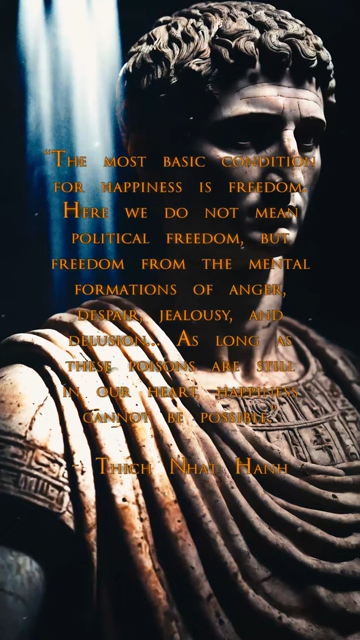 "The most basic condition
for happiness is freedom.
Here we do not mean
political freedom, but
freedom from the mental
formations of anger,
despair, jealousy, and
delusion... As long as
these poisons are still
in our heart, happiness
cannot be possible."
~ Thich Nhat Hanh